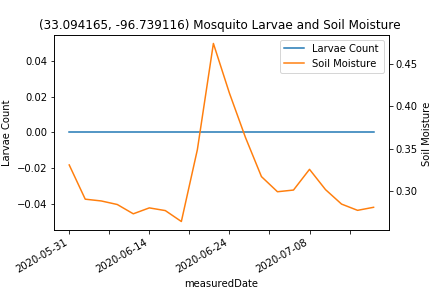 (33.094165, -96.739116) Mosquito Larvae and Soil Moisture
Larvae Count
Soil Moisture
0.04
0.02
0.00
−0.02
−0.04
Larvae Count
0.45
0.40
0.35
0.30
Soil Moisture
2020-05-31
2020-06-14
2020-06-24
2020-07-08
measuredDate